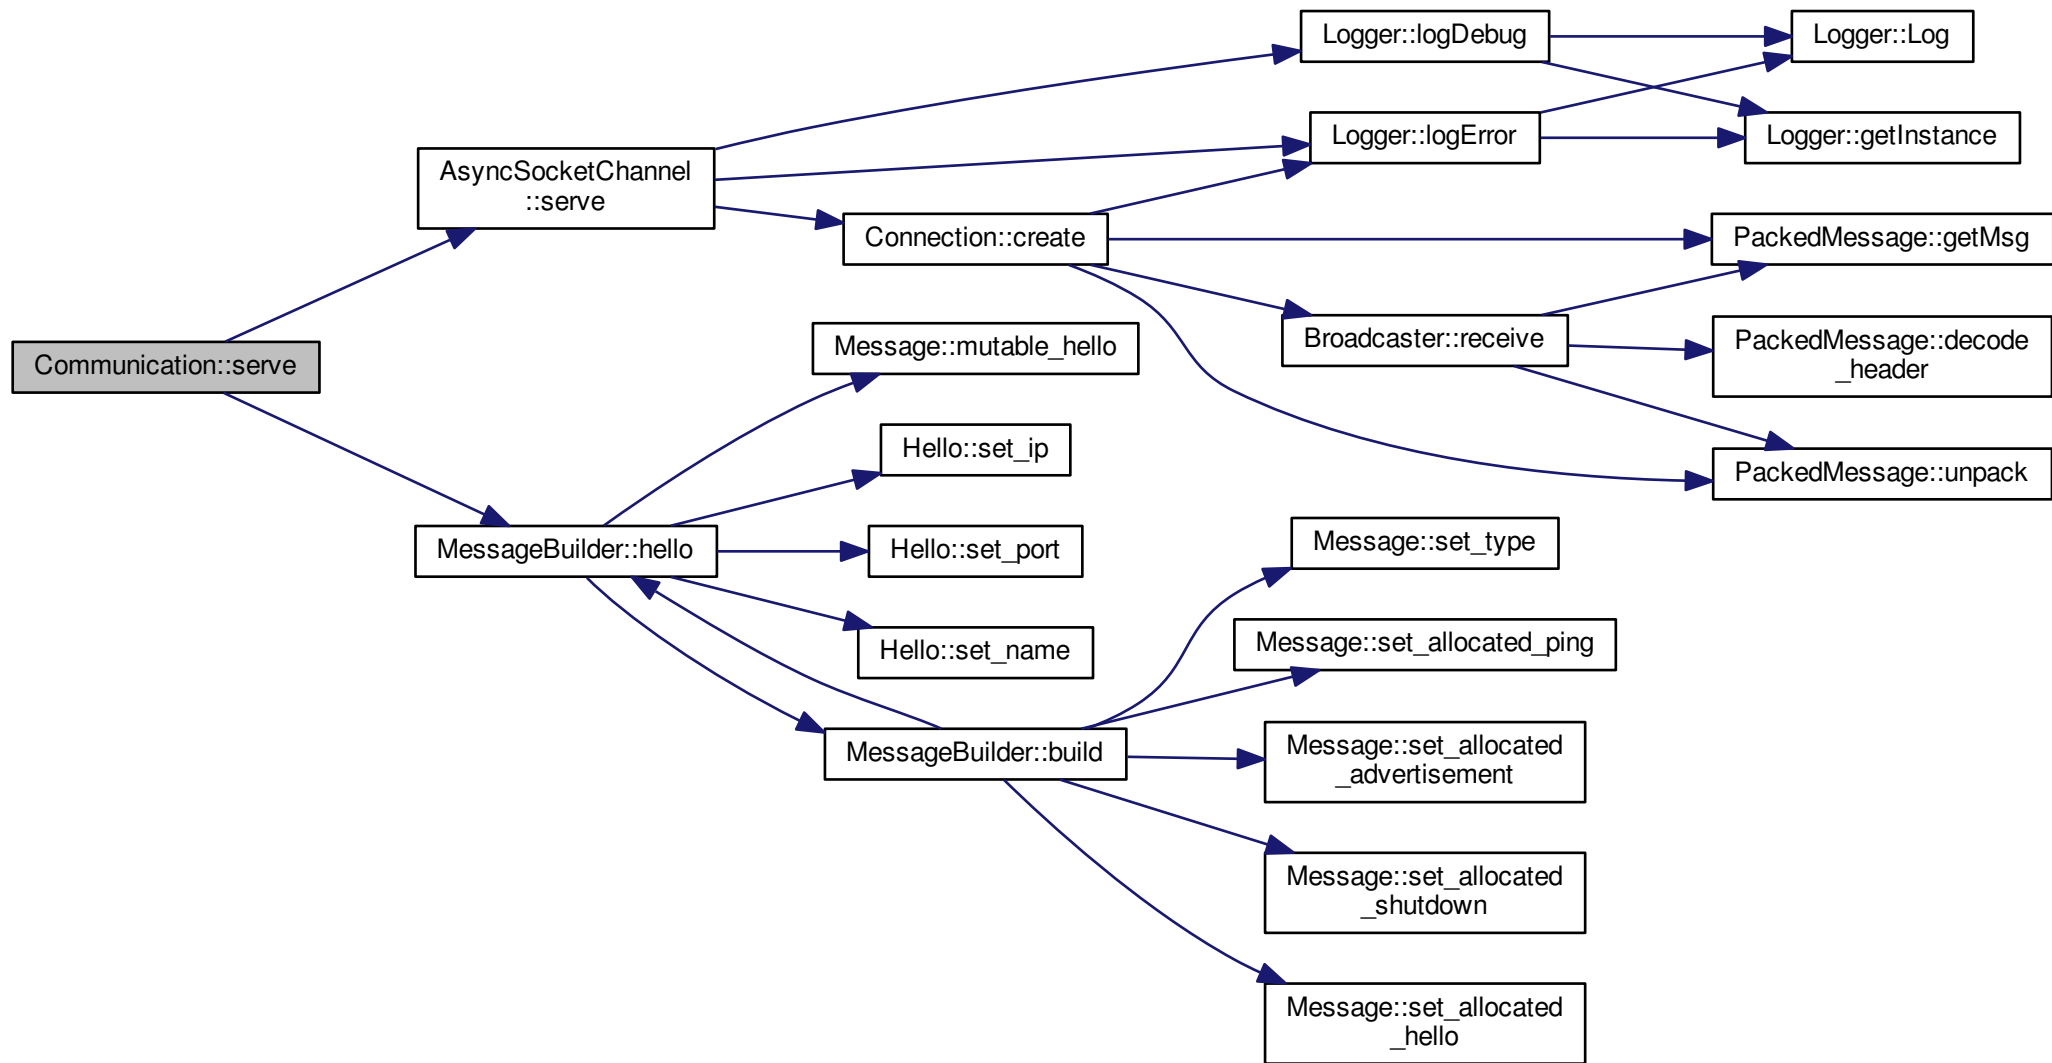 Communication::serve
AsyncSocketChannel
::serve
MessageBuilder::hello
Logger::logDebug
Logger::logError
Connection::create
Logger::Log
Logger::getInstance
PackedMessage::getMsg
Broadcaster::receive
PackedMessage::decode
_header
PackedMessage::unpack
Message::mutable_hello
Hello::set_ip
Hello::set_port
Hello::set_name
MessageBuilder::build
Message::set_type
Message::set_allocated_ping
Message::set_allocated
_advertisement
Message::set_allocated
_shutdown
Message::set_allocated
_hello